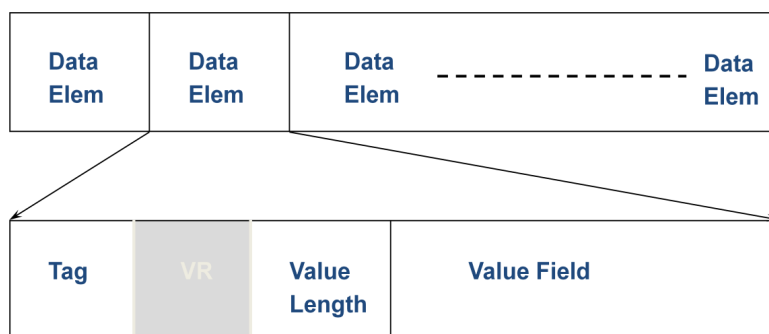 Data
Elem
Data
Elem
Data
Elem
Data
Elem
Tag
VR
Value
Length
Value Field